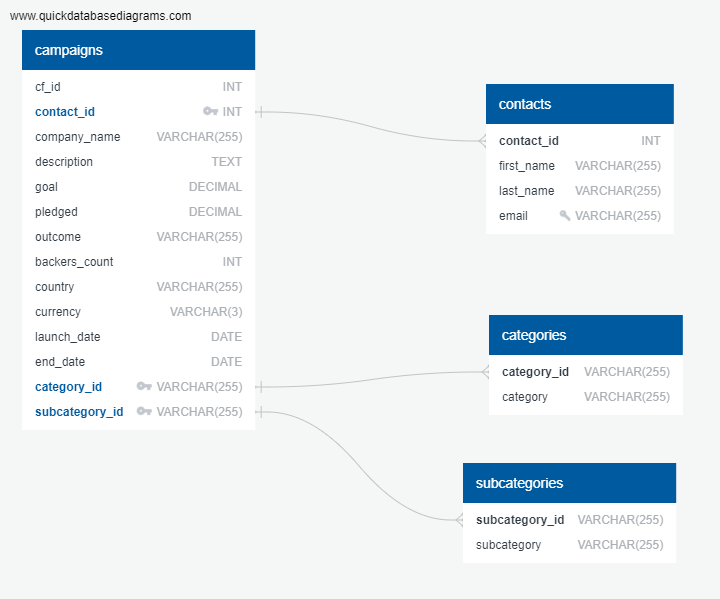 www.quickdatabasediagrams.com
campaigns
cf_id INT
contact_id INT
company_name VARCHAR(255)
description TEXT
goal DECIMAL
pledged DECIMAL
outcome VARCHAR(255)
backers_count INT
country VARCHAR(255)
currency VARCHAR(3)
launch_date DATE
end_date DATE
category_id VARCHAR(255)
subcategory_id VARCHAR(255)
contacts
contact_id INT
first_name VARCHAR(255)
last_name VARCHAR(255)
email VARCHAR(255)
categories
category_id VARCHAR(255)
category VARCHAR(255)
subcategories
subcategory_id VARCHAR(255)
subcategory VARCHAR(255)